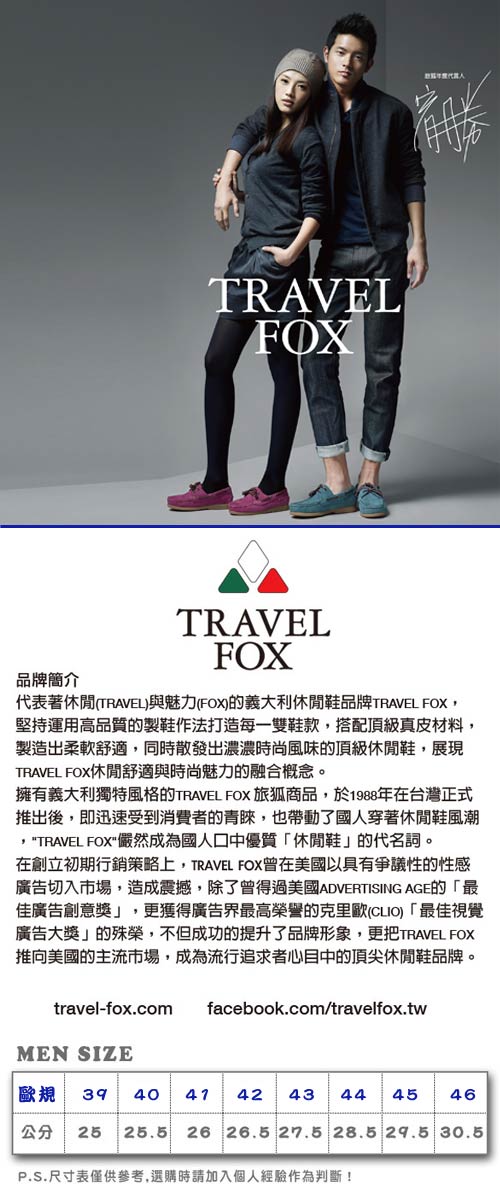 旅狐年度代言人
TRAVEL
FOX
TRAVEL
FOX
品牌簡介
代表著休閒(TRAVEL)與魅力(FOX)的義大利休閒鞋品牌TRAVEL FOX，
堅持運用高品質的製鞋作法打造每一雙鞋款，搭配頂級真皮材料，
製造出柔軟舒適，同時散發出濃濃時尚風味的頂級休閒鞋，展現
TRAVEL FOX休閒舒適與時尚魅力的融合概念。
擁有義大利獨特風格的TRAVEL FOX 旅狐商品，於1988年在台灣正式
推出後，即迅速受到消費者的青睞，也帶動了國人穿著休閒鞋風潮
，"TRAVEL FOX"儼然成為國人口中優質「休閒鞋」的代名詞。
在創立初期行銷策略上，TRAVEL FOX曾在美國以具有爭議性的性感
廣告切入市場，造成震撼，除了曾得過美國ADVERTISING AGE的「最
佳廣告創意獎」，更獲得廣告界最高榮譽的克里歐(CLIO)「最佳視覺
廣告大獎」的殊榮，不但成功的提升了品牌形象，更把TRAVEL FOX
推向美國的主流市場，成為流行追求者心目中的頂尖休閒鞋品牌。
travel-fox.com facebook.com/travelfox.tw
MEN SIZE
歐規 39 40 41 42 43 44 45 46
公分 25 25.5 26 26.5 27.5 28.5 29.5 30.5
P.S.尺寸表僅供參考,選購時請加入個人經驗作為判斷！